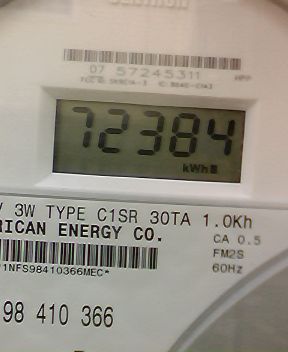 07 57245311
72384
kWh
V 3W TYPE C1SR 30TA 1.0Kh
RICAN ENERGY CO.
CA 0.5
FM2S
60Hz
1NFS98410366MEC*
98 410 366